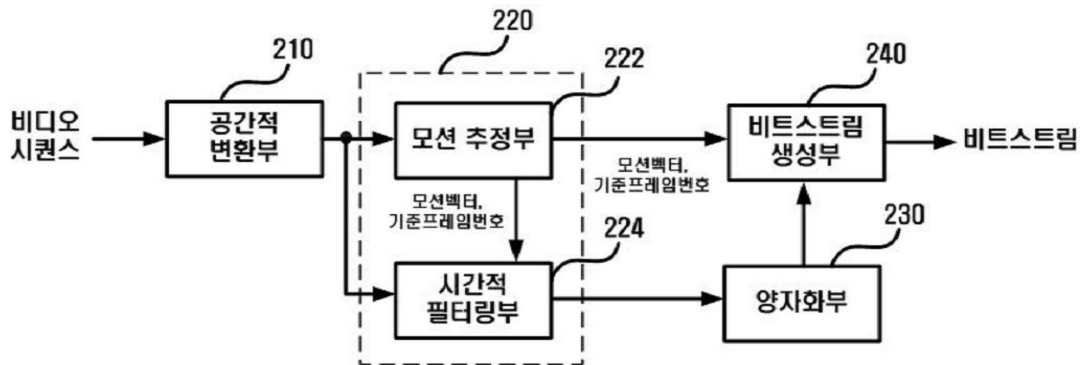 210
220
222
240
비디오
시퀀스
공간적
변환부
모션 추정부
비트스트림
생성부
비트스트림
모션벡터,
기준프레임번호
모션벡터,
기준프레임번호
224
230
시간적
필터링부
양자화부